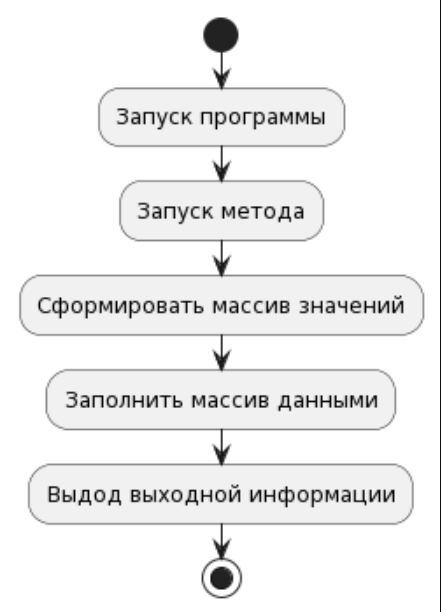 Запуск программы
Запуск метода
Сформировать массив значений
Заполнить массив данными
Выдод выходной информации